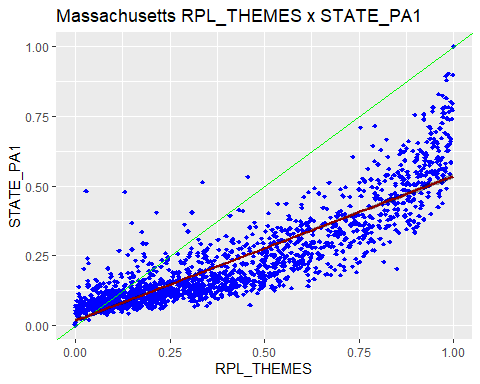 Massachusetts RPL_THEMES x STATE_PA1
1.00
0.75
0.50
0.25
0.00
STATE_PA1
0.00 0.25 0.50 0.75 1.00
RPL_THEMES